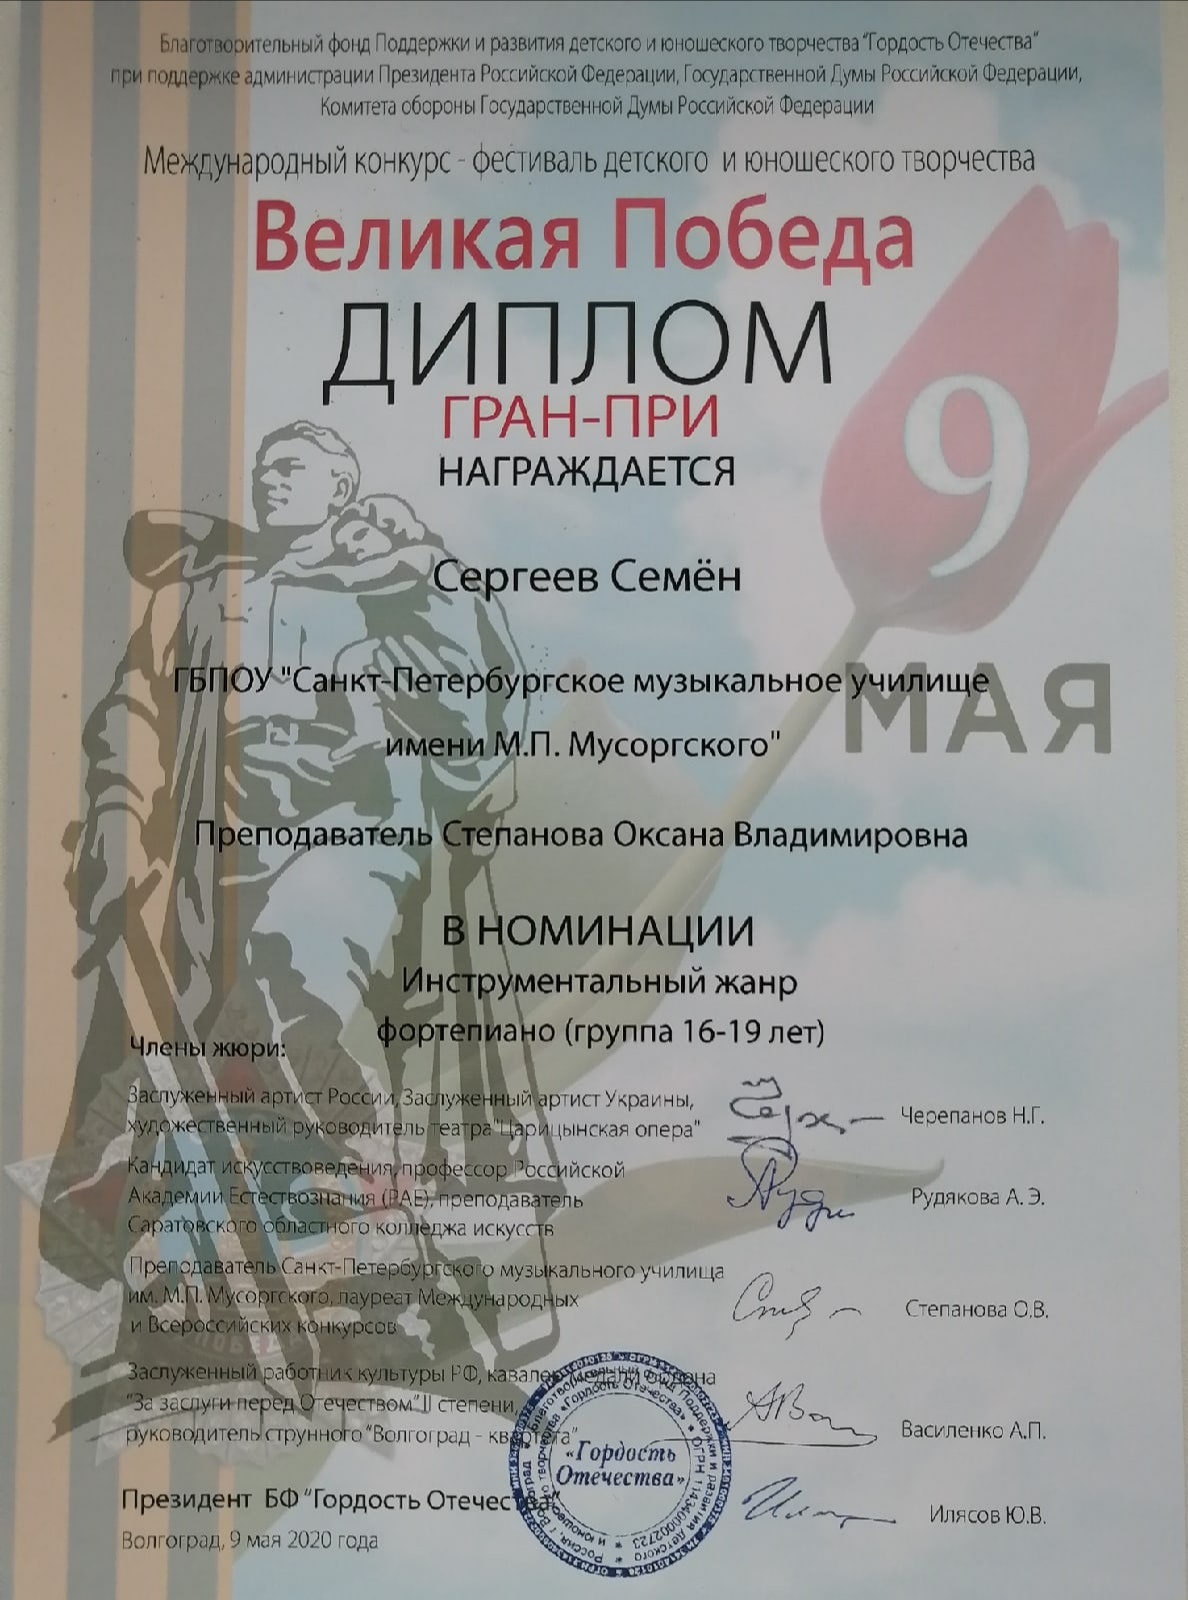 Благотворительный фонд Поддержки и развития детского и юношеского творчества "Гордость Отечества"
при поддержке администрации Президента Российской Федерации, Государственной Думы Российской Федерации,
Комитета обороны Государственной Думы Российской Федерации
Международный конкурс - фестиваль детского и юношеского творчества
Великая Победа
ДИПЛОМ
ГРАН-ПРИ
НАГРАЖДАЕТСЯ
9
МАЯ
Сергеев Семён
ГБПОУ "Санкт-Петербургское музыкальное училище
имени М.П. Мусоргского"
Преподаватель Степанова Оксана Владимировна
В НОМИНАЦИИ
Инструментальный жанр
фортепиано (группа 16-19 лет)
Члены жюри:
Заслуженный артист России, Заслуженный артист Украины,
художественный руководитель театра "Царицынская опера"
Черепанов Н.Г.
Кандидат искусствоведения, профессор Российской
Академии Естествознания (РАЕ), преподаватель
Саратовского областного колледжа искусств
Рудякова А. Э.
Преподаватель Санкт-Петербургского музыкального училища
им. М.П. Мусоргского, лауреат Международных
и Всероссийских конкурсов
Степанова О.В.
Заслуженный работник культуры РФ, кавалер медали ордена
"За заслуги перед Отечеством" II степени,
руководитель струнного "Волгоград - квартета"
Василенко А.П.
Президент БФ "Гордость Отечества"
Илясов Ю.В.
Волгоград, 9 мая 2020 года
«Гордость
Отечества»
ПОБЕДА